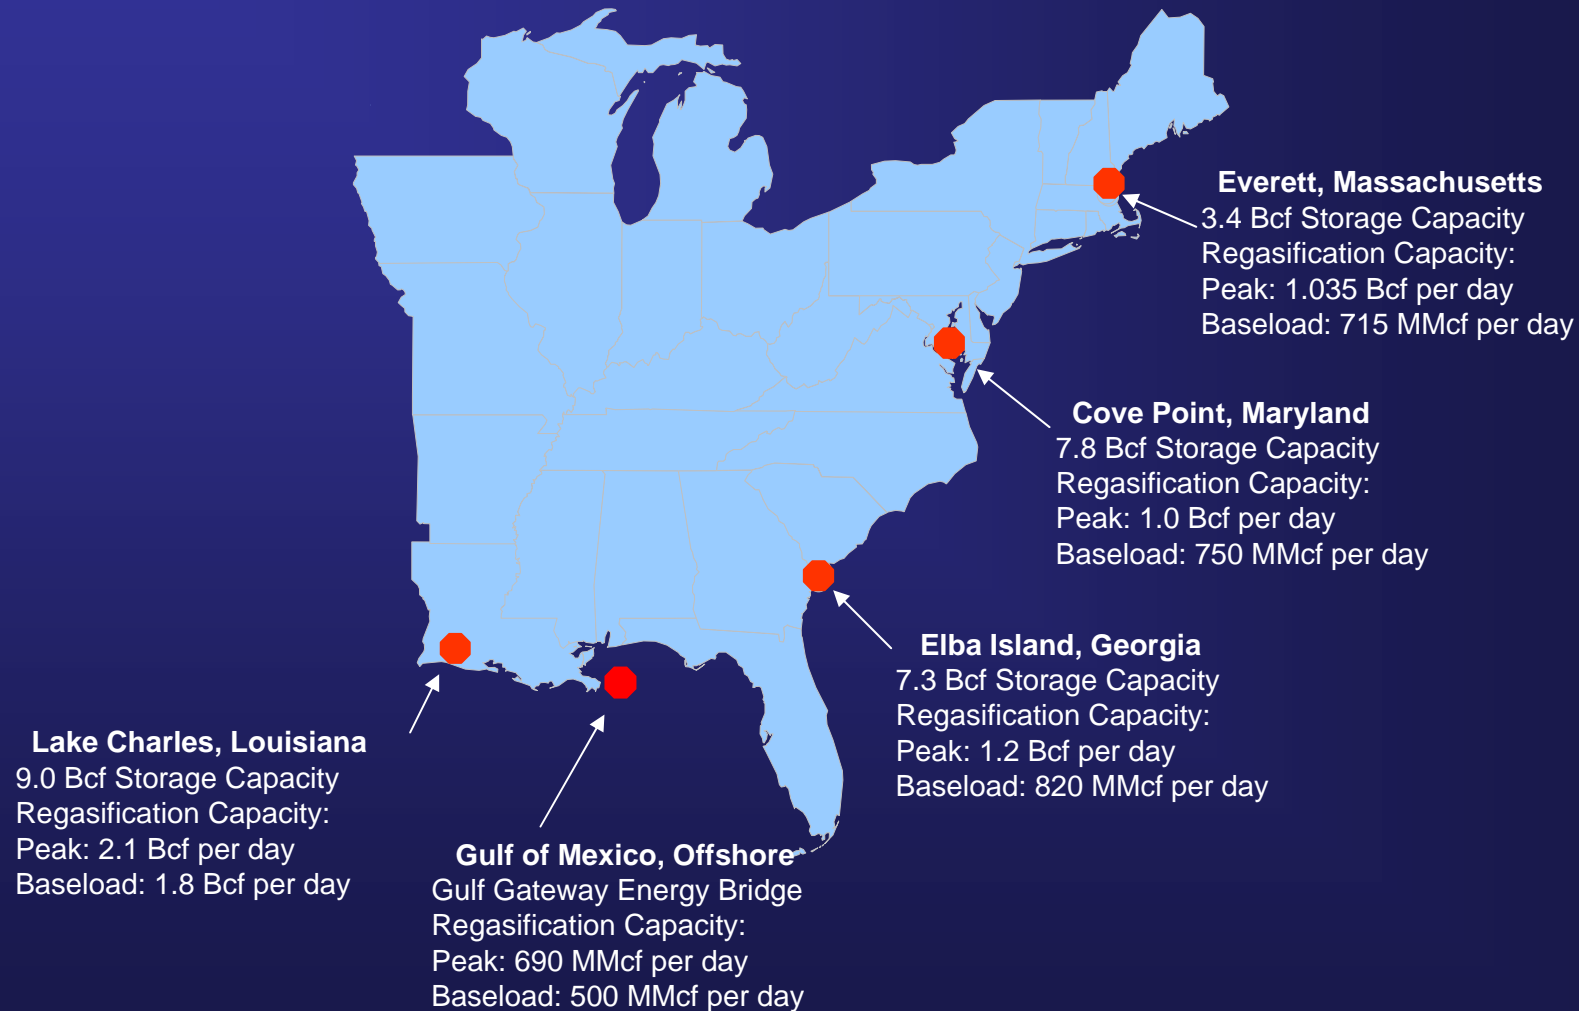 Everett, Massachusetts
3.4 Bcf Storage Capacity
Regasification Capacity:
Peak: 1.035 Bcf per day
Baseload: 715 MMcf per day
Cove Point, Maryland
7.8 Bcf Storage Capacity
Regasification Capacity:
Peak: 1.0 Bcf per day
Baseload: 750 MMcf per day
Elba Island, Georgia
7.3 Bcf Storage Capacity
Regasification Capacity:
Peak: 1.2 Bcf per day
Baseload: 820 MMcf per day
Lake Charles, Louisiana
9.0 Bcf Storage Capacity
Regasification Capacity:
Peak: 2.1 Bcf per day
Baseload: 1.8 Bcf per day
Gulf of Mexico, Offshore
Gulf Gateway Energy Bridge
Regasification Capacity:
Peak: 690 MMcf per day
Baseload: 500 MMcf per day